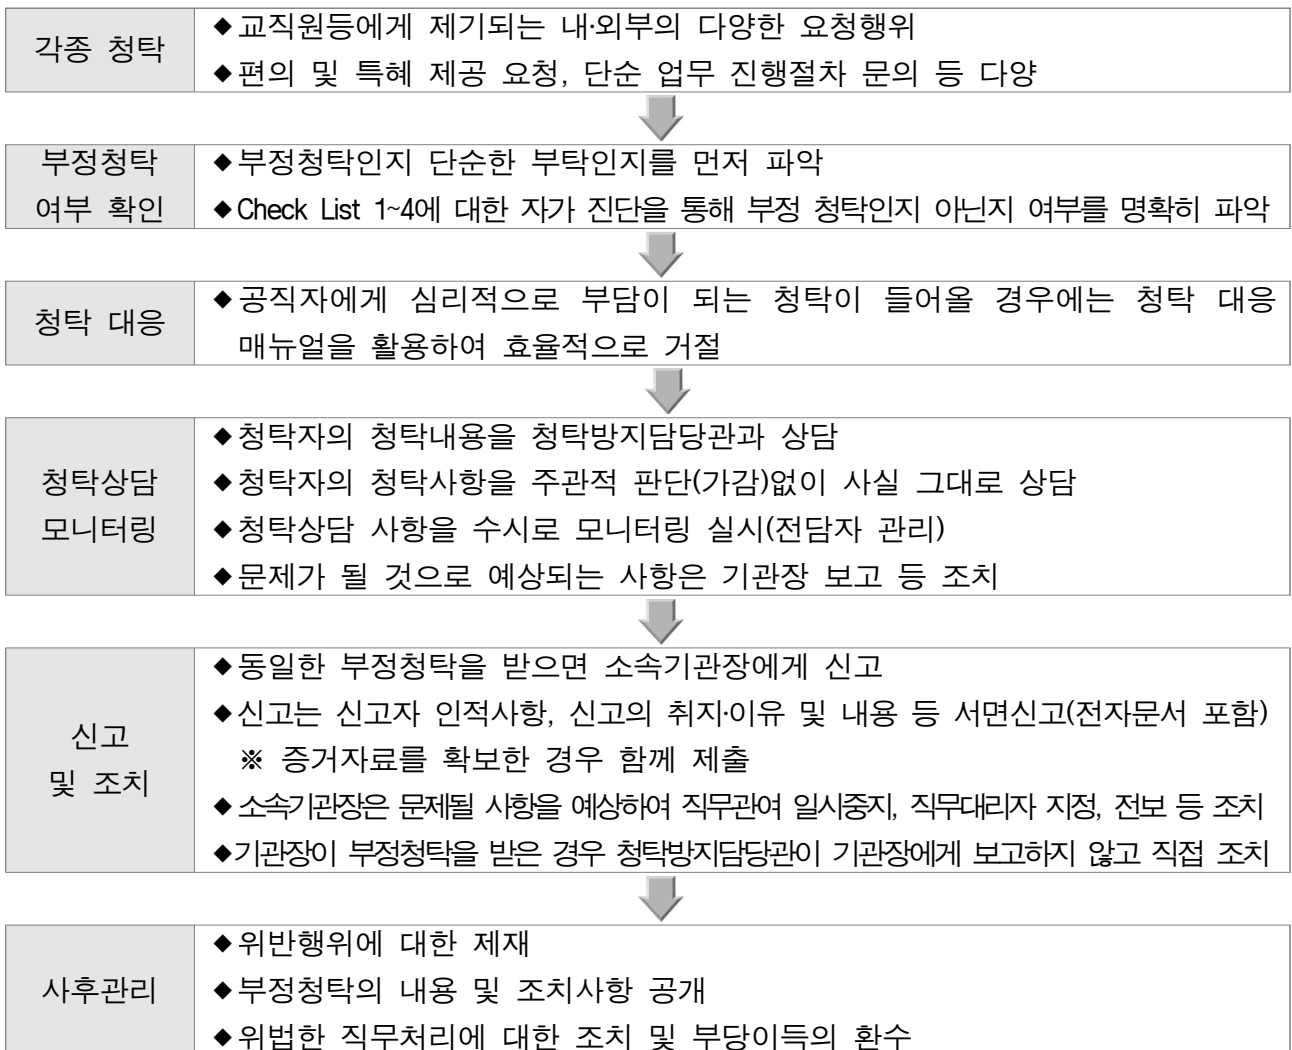 각종 청탁
◆교직원등에게 제기되는 내·외부의 다양한 요청행위
◆편의 및 특혜 제공 요청, 단순 업무 진행절차 문의 등 다양
부정청탁
여부 확인
◆부정청탁인지 단순한 부탁인지를 먼저 파악
◆Check List 1~4에 대한 자가 진단을 통해 부정 청탁인지 아닌지 여부를 명확히 파악
청탁 대응
◆공직자에게 심리적으로 부담이 되는 청탁이 들어올 경우에는 청탁 대응
매뉴얼을 활용하여 효율적으로 거절
청탁상담
모니터링
◆청탁자의 청탁내용을 청탁방지담당관과 상담
◆청탁자의 청탁사항을 주관적 판단(가감)없이 사실 그대로 상담
◆청탁상담 사항을 수시로 모니터링 실시(전담자 관리)
◆문제가 될 것으로 예상되는 사항은 기관장 보고 등 조치
신고
및 조치
◆동일한 부정청탁을 받으면 소속기관장에게 신고
◆신고는 신고자 인적사항, 신고의 취지·이유 및 내용 등 서면신고(전자문서 포함)
※ 증거자료를 확보한 경우 함께 제출
◆소속기관장은 문제될 사항을 예상하여 직무관여 일시중지, 직무대리자 지정, 전보 등 조치
◆기관장이 부정청탁을 받은 경우 청탁방지담당관이 기관장에게 보고하지 않고 직접 조치
사후관리
◆위반행위에 대한 제재
◆부정청탁의 내용 및 조치사항 공개
◆위법한 직무처리에 대한 조치 및 부당이득의 환수